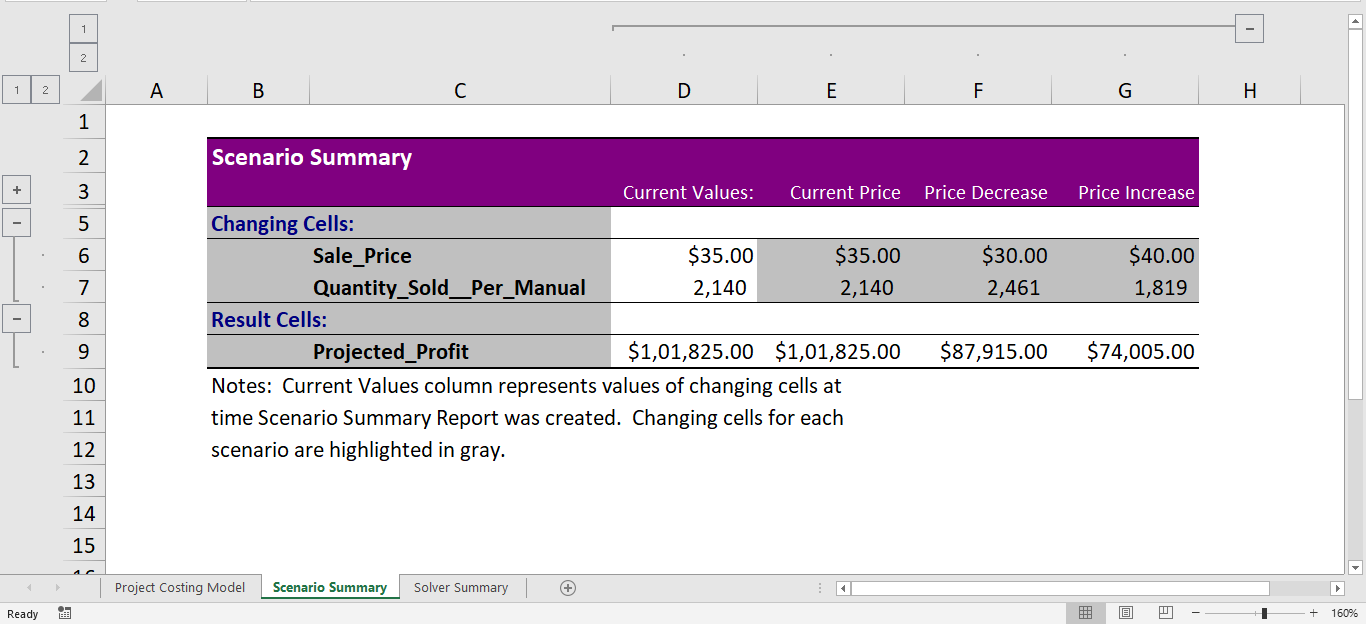 1
2
1 2
A B C D E F G H
1
2 Scenario Summary
3 Current Values: Current Price Price Decrease Price Increase
5 Changing Cells:
6 Sale_Price $35.00 $35.00 $30.00 $40.00
7 Quantity_Sold__Per_Manual 2,140 2,140 2,461 1,819
8 Result Cells:
9 Projected_Profit $1,01,825.00 $1,01,825.00 $87,915.00 $74,005.00
10 Notes: Current Values column represents values of changing cells at
11 time Scenario Summary Report was created. Changing cells for each
12 scenario are highlighted in gray.
13
14
15
Project Costing Model Scenario Summary Solver Summary
Ready 160%